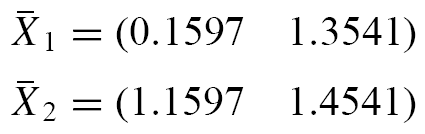 X̄₁ = (0.1597 1.3541)
X̄₂ = (1.1597 1.4541)